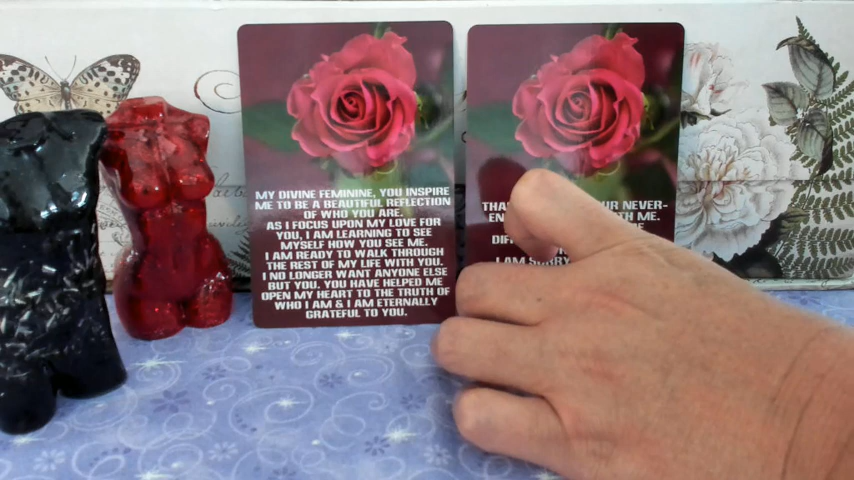 MY DIVINE FEMININE, YOU INSPIRE
ME TO BE A BEAUTIFUL REFLECTION
OF WHO YOU ARE.
AS I FOCUS UPON MY LOVE FOR
YOU, I AM LEARNING TO SEE
MYSELF HOW YOU SEE ME.
I AM READY TO WALK THROUGH
THE REST OF MY LIFE WITH YOU.
I NO LONGER WANT ANYONE ELSE
BUT YOU. YOU HAVE HELPED ME
OPEN MY HEART TO THE TRUTH OF
WHO I AM & I AM ETERNALLY
GRATEFUL TO YOU.
NEVER-
ME.
I AM SORRY